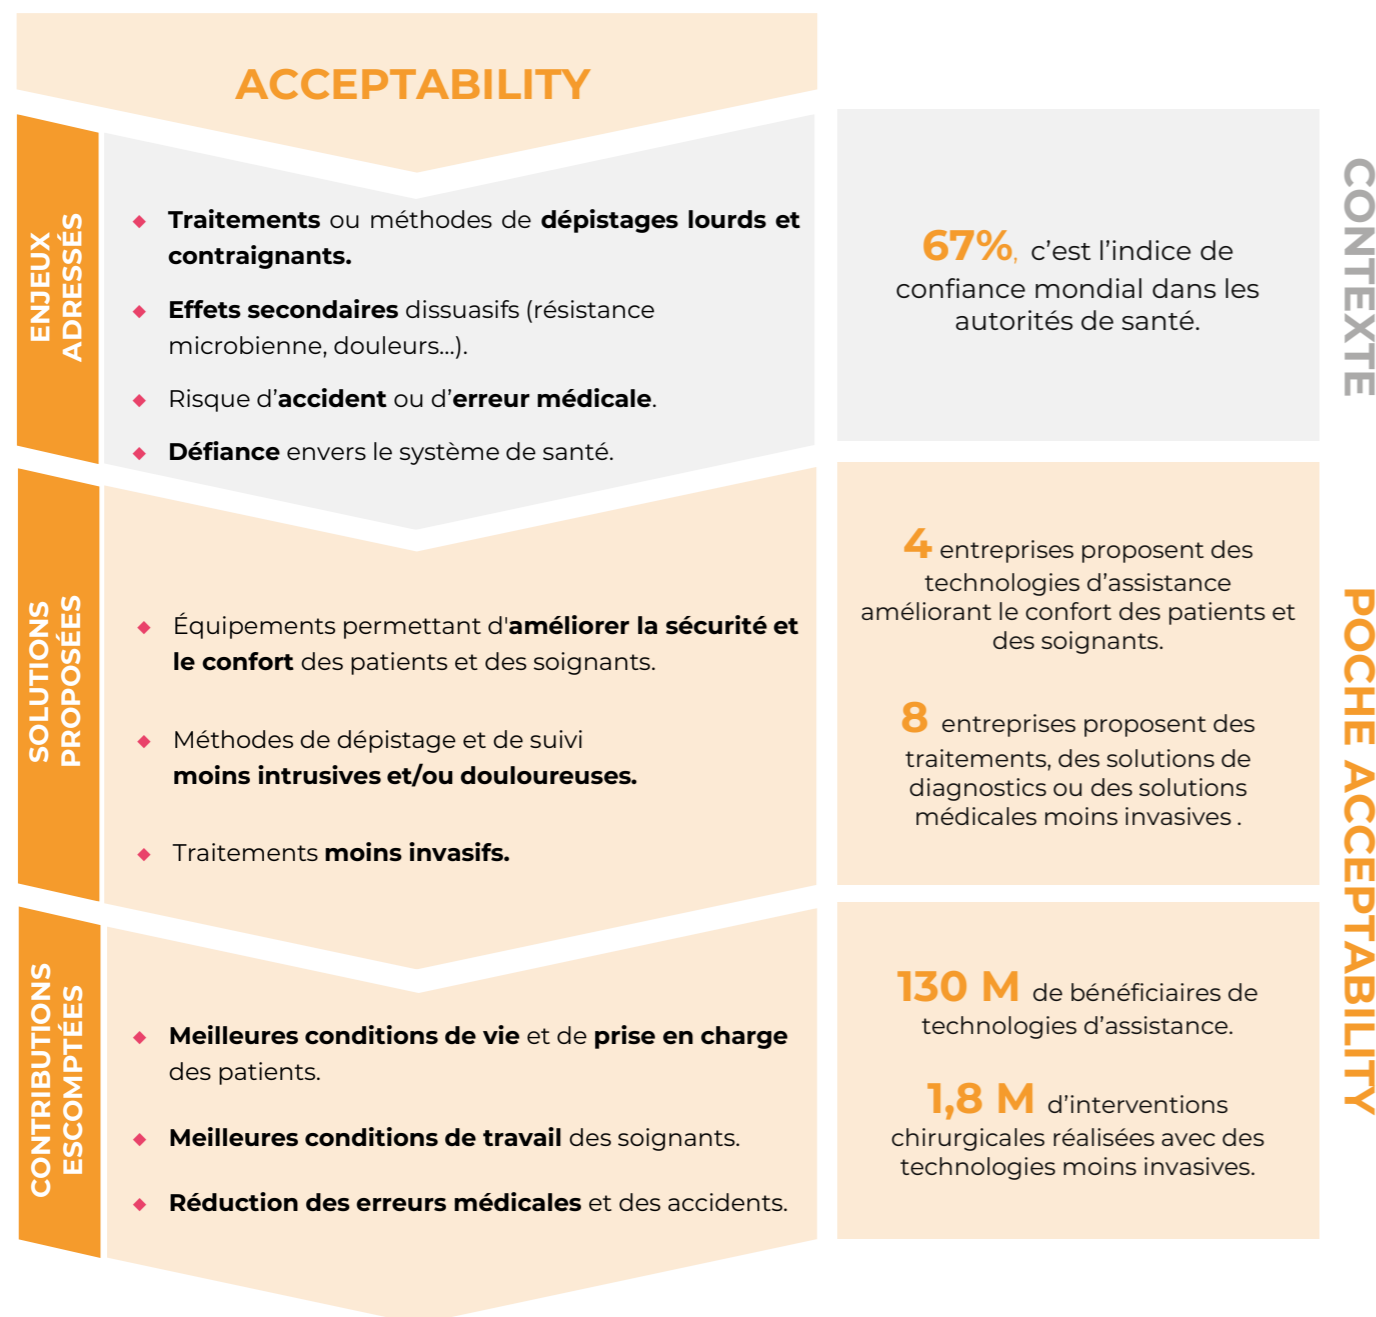 ACCEPTABILITY
ENJEUX
ADRESSÉS
Traitements ou méthodes de dépistages lourds et
contraignants.
Effets secondaires dissuasifs (résistance
microbienne, douleurs...).
Risque d’accident ou d’erreur médicale.
Défiance envers le système de santé.
67%, c’est l’indice de
confiance mondial dans les
autorités de santé.
CONTEXTE
SOLUTIONS
PROPOSÉES
Équipements permettant d'améliorer la sécurité et
le confort des patients et des soignants.
Méthodes de dépistage et de suivi
moins intrusives et/ou douloureuses.
Traitements moins invasifs.
4 entreprises proposent des
technologies d’assistance
améliorant le confort des patients et
des soignants.
8 entreprises proposent des
traitements, des solutions de
diagnostics ou des solutions
médicales moins invasives .
POCHE ACCEPTABILITY
CONTRIBUTIONS
ESCOMPTÉES
Meilleures conditions de vie et de prise en charge
des patients.
Meilleures conditions de travail des soignants.
Réduction des erreurs médicales et des accidents.
130 M de bénéficiaires de
technologies d’assistance.
1,8 M d’interventions
chirurgicales réalisées avec des
technologies moins invasives.